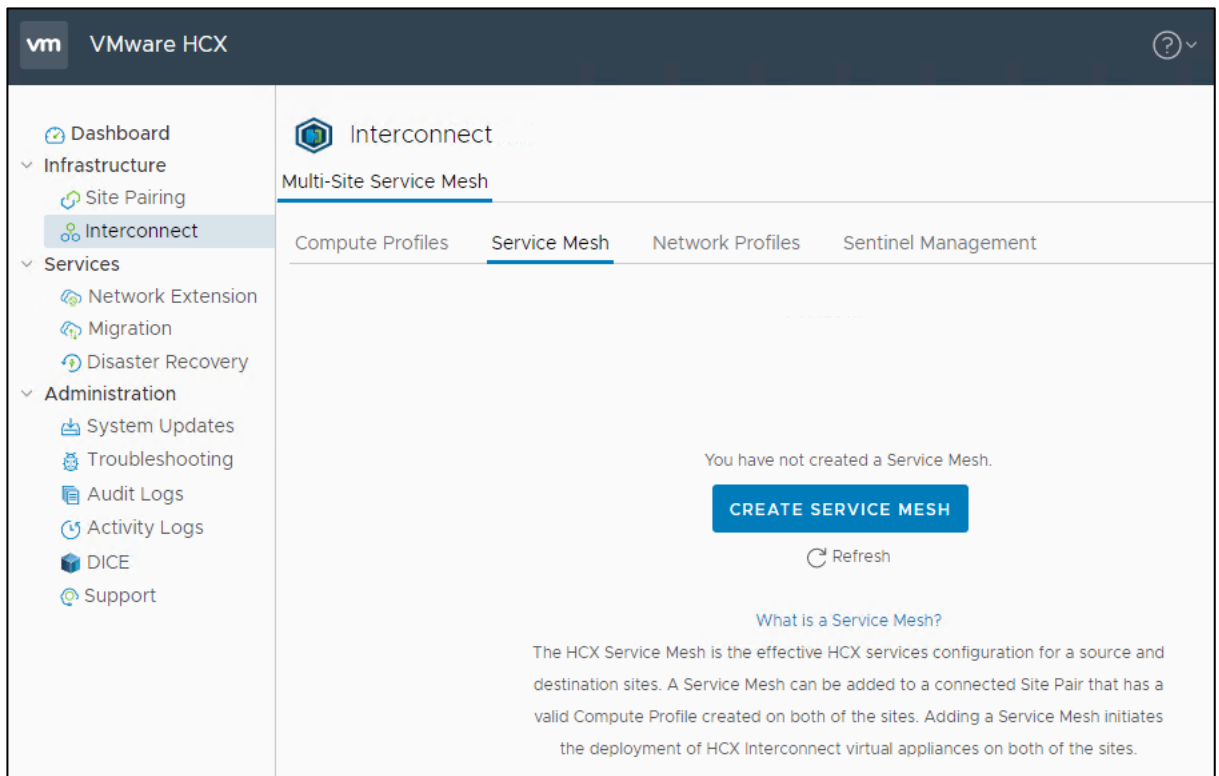 vm VMware HCX
Dashboard
Infrastructure
Site Pairing
Interconnect
Services
Network Extension
Migration
Disaster Recovery
Administration
System Updates
Troubleshooting
Audit Logs
Activity Logs
DICE
Support
Interconnect
Multi-Site Service Mesh
Compute Profiles Service Mesh Network Profiles Sentinel Management
You have not created a Service Mesh.
CREATE SERVICE MESH
Refresh
What is a Service Mesh?
The HCX Service Mesh is the effective HCX services configuration for a source and
destination sites. A Service Mesh can be added to a connected Site Pair that has a
valid Compute Profile created on both of the sites. Adding a Service Mesh initiates
the deployment of HCX Interconnect virtual appliances on both of the sites.